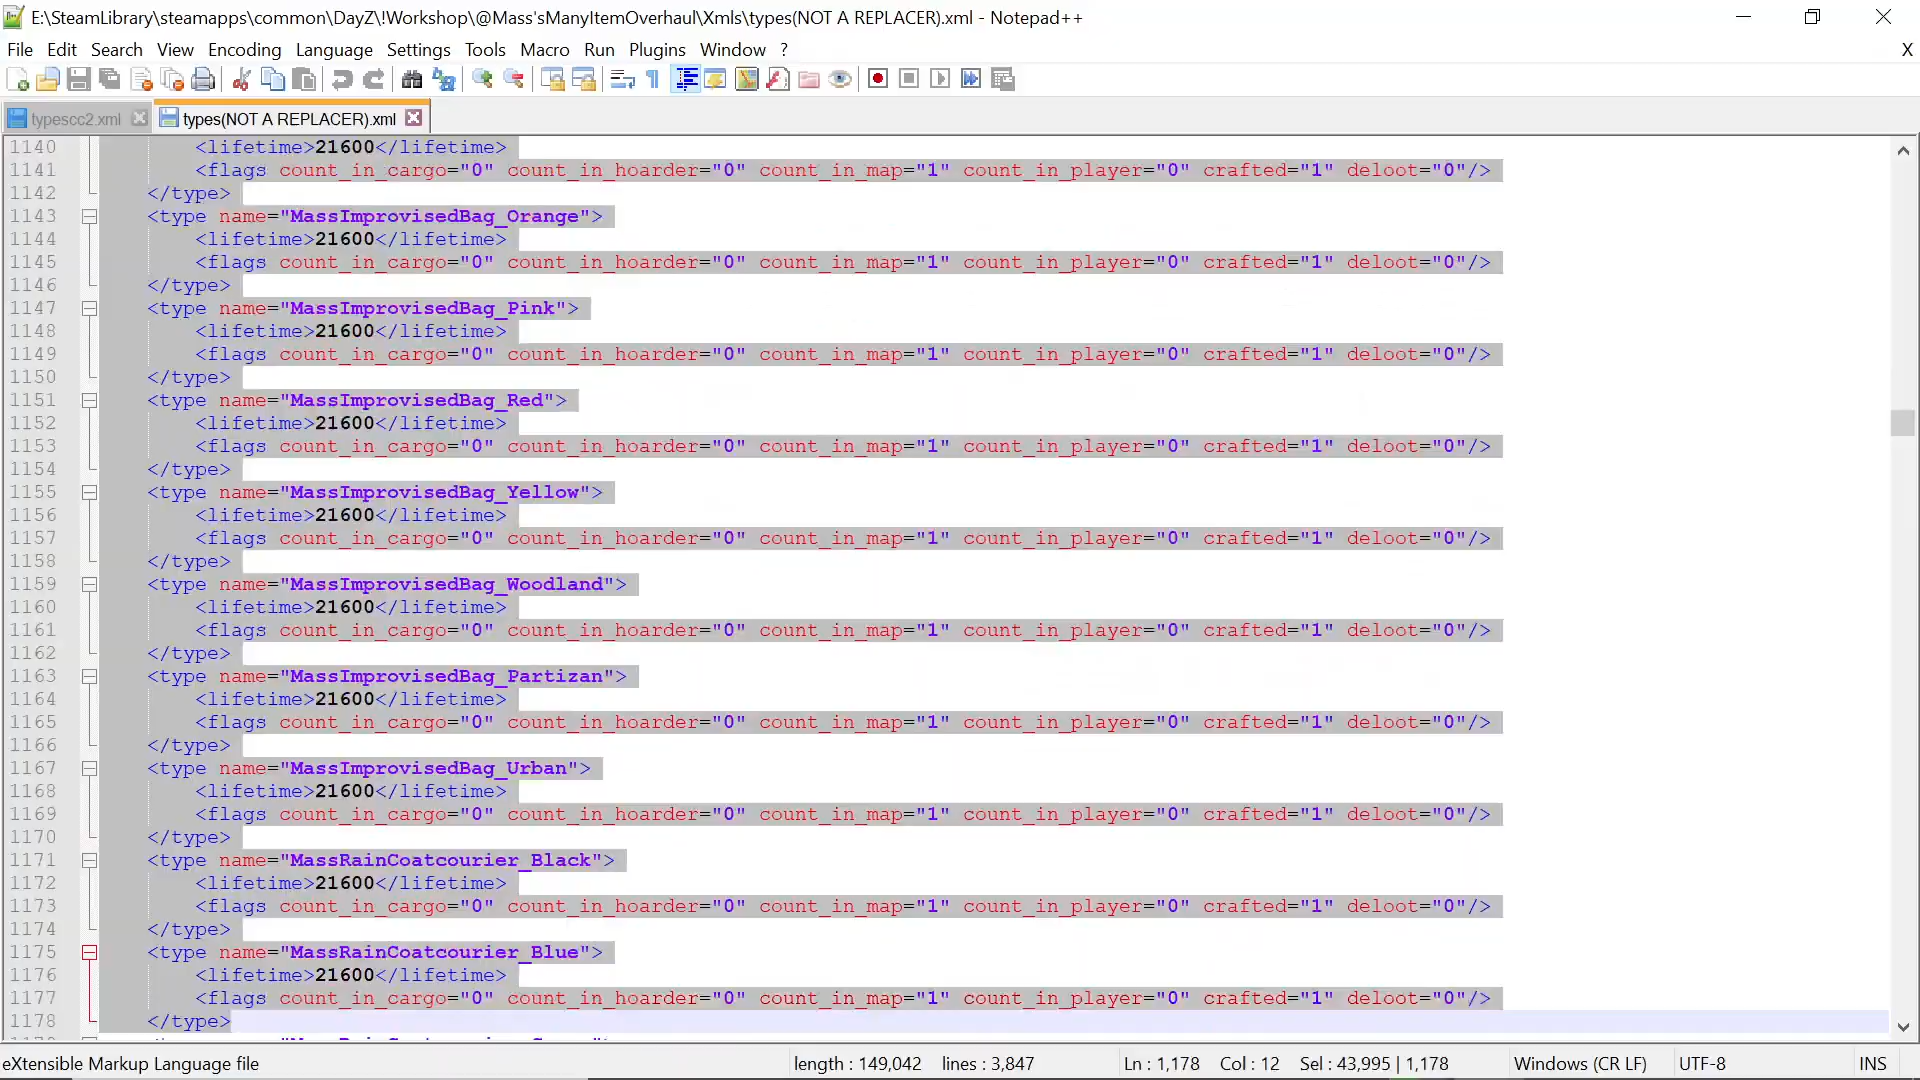 E:\SteamLibrary\steamapps\common\DayZ\!Workshop\@Mass'sManyItemOverhaul\Xmls\types(NOT A REPLACER).xml - Notepad++
File Edit Search View Encoding Language Settings Tools Macro Run Plugins Window ? X
typescc2.xml types(NOT A REPLACER).xml
1140 <lifetime>21600</lifetime>
1141 <flags count_in_cargo="0" count_in_hoarder="0" count_in_map="1" count_in_player="0" crafted="1" deloot="0"/>
1142 </type>
1143 <type name="MassImprovisedBag_Orange">
1144 <lifetime>21600</lifetime>
1145 <flags count_in_cargo="0" count_in_hoarder="0" count_in_map="1" count_in_player="0" crafted="1" deloot="0"/>
1146 </type>
1147 <type name="MassImprovisedBag_Pink">
1148 <lifetime>21600</lifetime>
1149 <flags count_in_cargo="0" count_in_hoarder="0" count_in_map="1" count_in_player="0" crafted="1" deloot="0"/>
1150 </type>
1151 <type name="MassImprovisedBag_Red">
1152 <lifetime>21600</lifetime>
1153 <flags count_in_cargo="0" count_in_hoarder="0" count_in_map="1" count_in_player="0" crafted="1" deloot="0"/>
1154 </type>
1155 <type name="MassImprovisedBag_Yellow">
1156 <lifetime>21600</lifetime>
1157 <flags count_in_cargo="0" count_in_hoarder="0" count_in_map="1" count_in_player="0" crafted="1" deloot="0"/>
1158 </type>
1159 <type name="MassImprovisedBag_Woodland">
1160 <lifetime>21600</lifetime>
1161 <flags count_in_cargo="0" count_in_hoarder="0" count_in_map="1" count_in_player="0" crafted="1" deloot="0"/>
1162 </type>
1163 <type name="MassImprovisedBag_Partizan">
1164 <lifetime>21600</lifetime>
1165 <flags count_in_cargo="0" count_in_hoarder="0" count_in_map="1" count_in_player="0" crafted="1" deloot="0"/>
1166 </type>
1167 <type name="MassImprovisedBag_Urban">
1168 <lifetime>21600</lifetime>
1169 <flags count_in_cargo="0" count_in_hoarder="0" count_in_map="1" count_in_player="0" crafted="1" deloot="0"/>
1170 </type>
1171 <type name="MassRainCoatcourier_Black">
1172 <lifetime>21600</lifetime>
1173 <flags count_in_cargo="0" count_in_hoarder="0" count_in_map="1" count_in_player="0" crafted="1" deloot="0"/>
1174 </type>
1175 <type name="MassRainCoatcourier_Blue">
1176 <lifetime>21600</lifetime>
1177 <flags count_in_cargo="0" count_in_hoarder="0" count_in_map="1" count_in_player="0" crafted="1" deloot="0"/>
1178 </type>
eXtensible Markup Language file length : 149,042 lines : 3,847 Ln : 1,178 Col : 12 Sel : 43,995 | 1,178 Windows (CR LF) UTF-8 INS